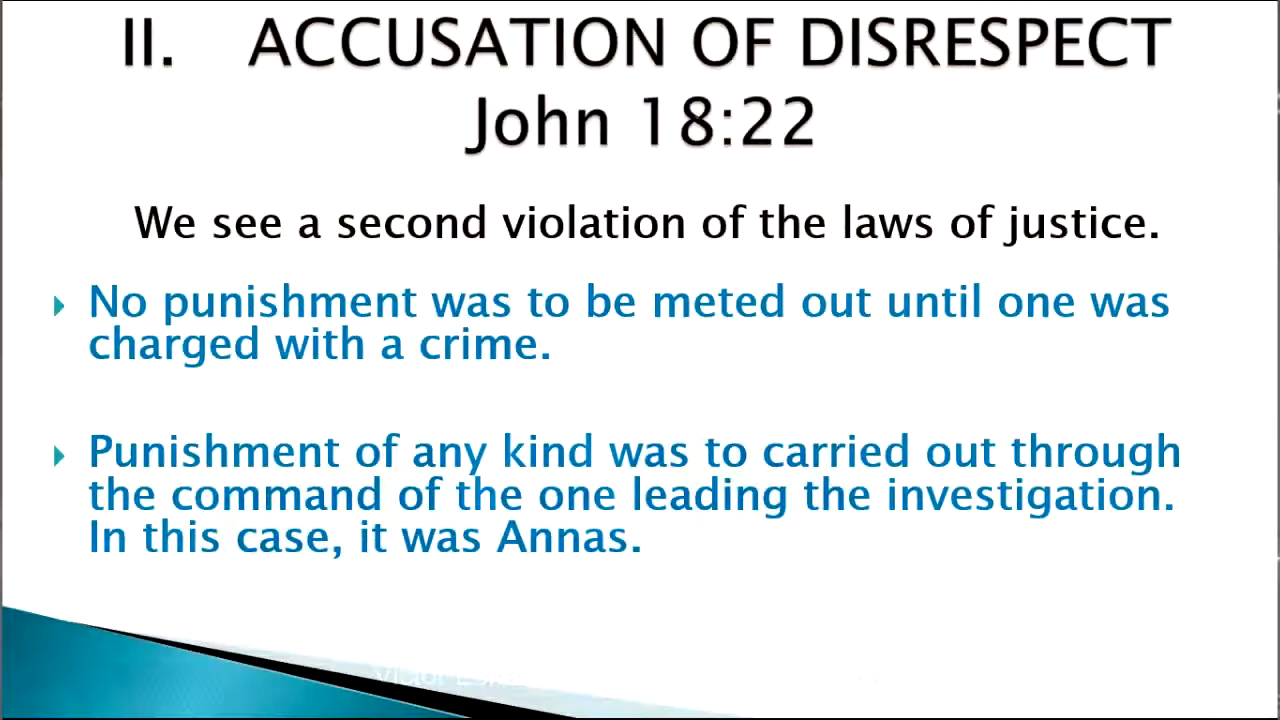 II. ACCUSATION OF DISRESPECT
John 18:22
We see a second violation of the laws of justice.
No punishment was to be meted out until one was
charged with a crime.
Punishment of any kind was to carried out through
the command of the one leading the investigation.
In this case, it was Annas.